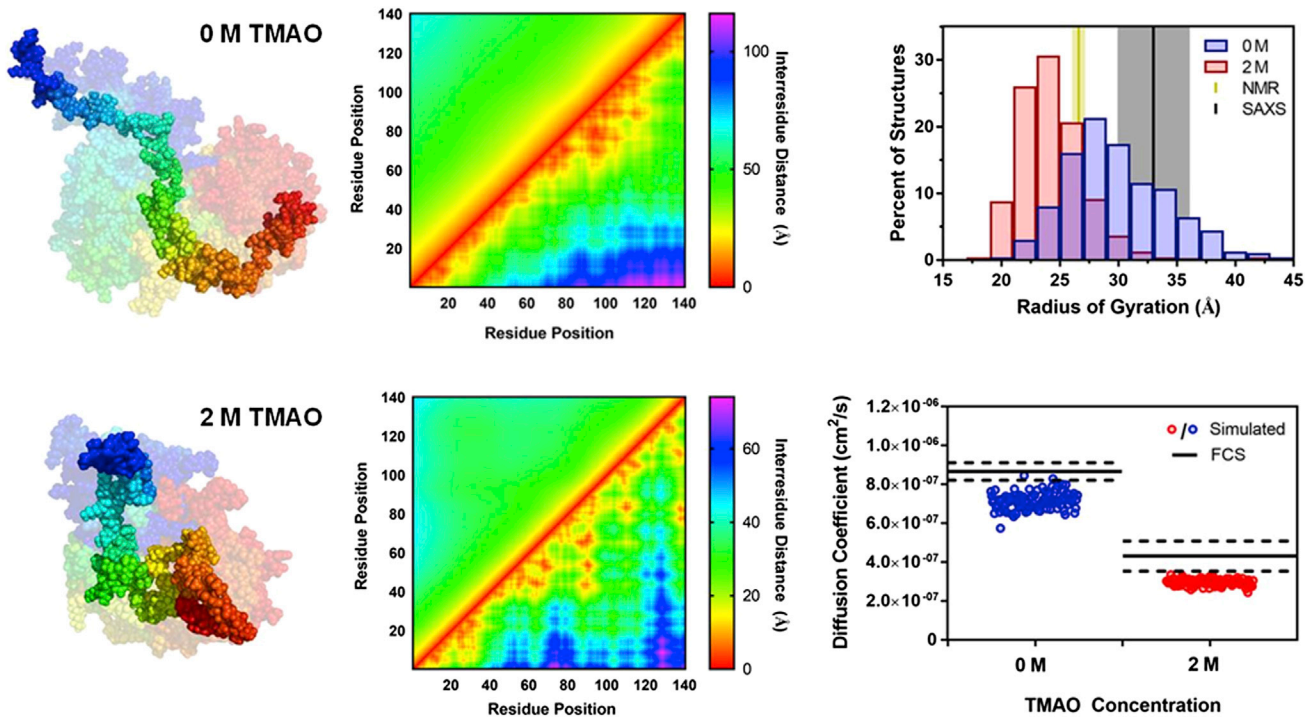 0 M TMAO
140
120
100
80
60
40
20
Residue Position
20 40 60 80 100 120 140
Residue Position
100
50
0
Interresidue Distance (Å)
30
20
10
0
Percent of Structures
0 M
2 M
NMR
SAXS
15 20 25 30 35 40 45
Radius of Gyration (Å)
2 M TMAO
140
120
100
80
60
40
20
Residue Position
20 40 60 80 100 120 140
Residue Position
60
40
20
0
Interresidue Distance (Å)
1.2×10-06
1.0×10-06
8.0×10-07
6.0×10-07
4.0×10-07
2.0×10-07
0
Diffusion Coefficient (cm²/s)
/ Simulated
FCS
0 M 2 M
TMAO Concentration